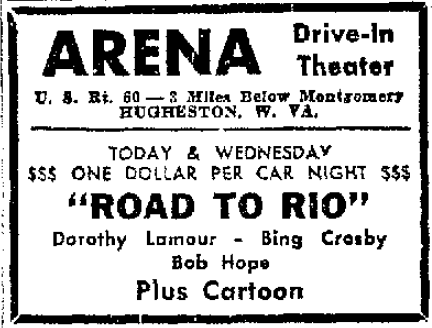 ARENA Drive-In Theater
U. S. Rt. 60 — 3 Miles Below Montgomery
HUGHESTON, W. VA.
TODAY & WEDNESDAY
$$$ ONE DOLLAR PER CAR NIGHT $$$
"ROAD TO RIO"
Dorothy Lamour - Bing Crosby
Bob Hope
Plus Cartoon